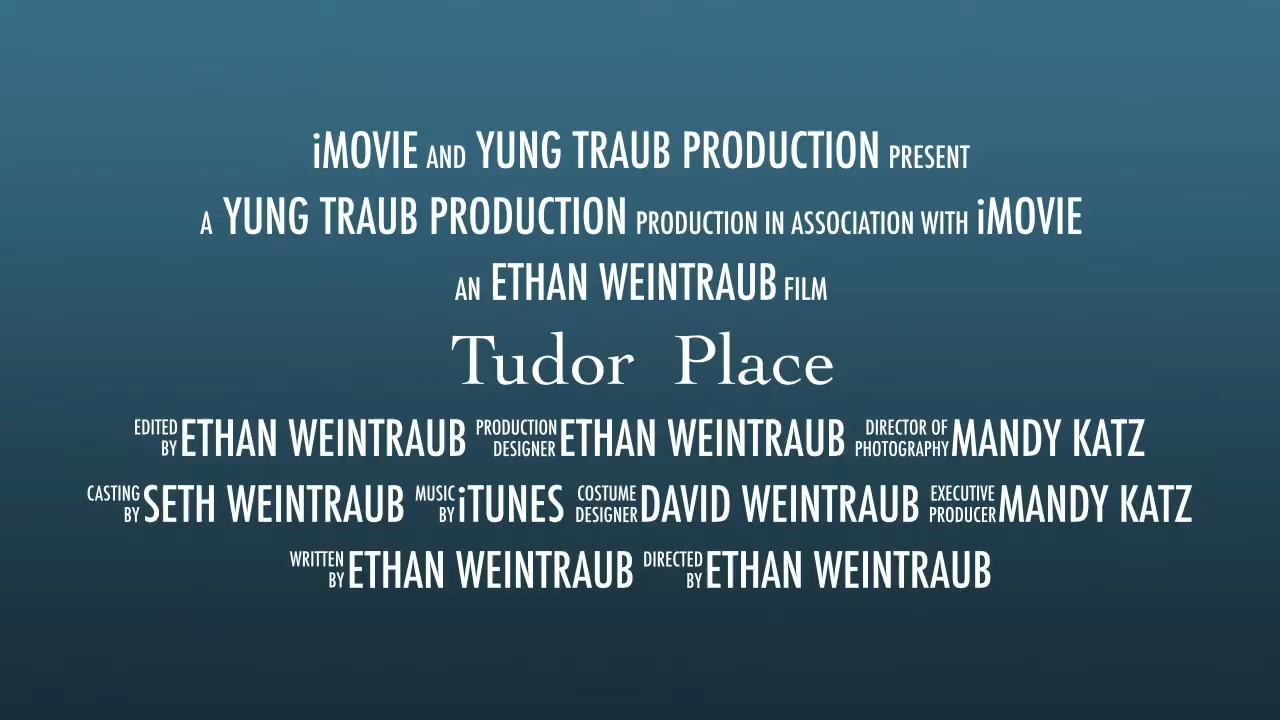 iMOVIE AND YUNG TRAUB PRODUCTION PRESENT
A YUNG TRAUB PRODUCTION PRODUCTION IN ASSOCIATION WITH iMOVIE
AN ETHAN WEINTRAUB FILM
Tudor Place
EDITED BY ETHAN WEINTRAUB PRODUCTION DESIGNER ETHAN WEINTRAUB DIRECTOR OF PHOTOGRAPHY MANDY KATZ
CASTING BY SETH WEINTRAUB MUSIC BY iTUNES COSTUME DESIGNER DAVID WEINTRAUB EXECUTIVE PRODUCER MANDY KATZ
WRITTEN BY ETHAN WEINTRAUB DIRECTED BY ETHAN WEINTRAUB